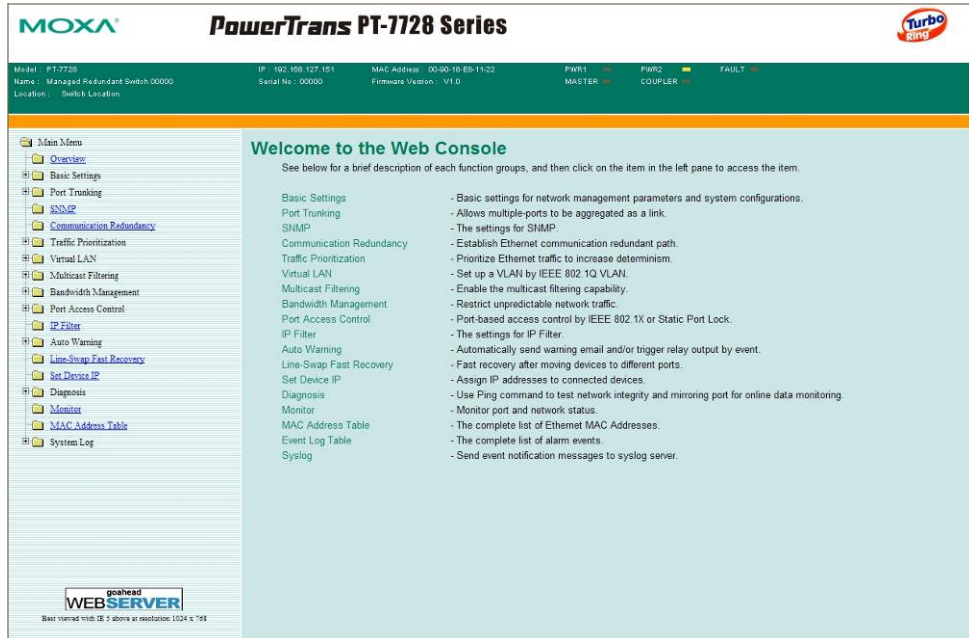 MOXA
PowerTrans PT-7728 Series
Turbo Ring
Model : PT-7728
IP : 192.168.127.151
MAC Address : 00-90-18-E8-11-22
PWR1
PWR2
FAULT
Name : Managed Redundant Switch 00000
Serial No : 00000
Firmware Version : V1.0
MASTER
COUPLER
Location : Switch Location
Main Menu
Overview
Basic Settings
Port Trunking
SNMP
Communication Redundancy
Traffic Prioritization
Virtual LAN
Multicast Filtering
Bandwidth Management
Port Access Control
IP Filter
Auto Warning
Line-Swap Fast Recovery
Set Device IP
Diagnosis
Monitor
MAC Address Table
System Log
goahead
WEBSERVER
Best viewed with IE 5 above at resolution 1024 x 768
Welcome to the Web Console
See below for a brief description of each function groups, and then click on the item in the left pane to access the item.
Basic Settings - Basic settings for network management parameters and system configurations.
Port Trunking - Allows multiple-ports to be aggregated as a link.
SNMP - The settings for SNMP.
Communication Redundancy - Establish Ethernet communication redundant path.
Traffic Prioritization - Prioritize Ethernet traffic to increase determinism.
Virtual LAN - Set up a VLAN by IEEE 802.1Q VLAN.
Multicast Filtering - Enable the multicast filtering capability.
Bandwidth Management - Restrict unpredictable network traffic.
Port Access Control - Port-based access control by IEEE 802.1X or Static Port Lock.
IP Filter - The settings for IP Filter.
Auto Warning - Automatically send warning email and/or trigger relay output by event.
Line-Swap Fast Recovery - Fast recovery after moving devices to different ports.
Set Device IP - Assign IP addresses to connected devices.
Diagnosis - Use Ping command to test network integrity and mirroring port for online data monitoring.
Monitor - Monitor port and network status.
MAC Address Table - The complete list of Ethernet MAC Addresses.
Event Log Table - The complete list of alarm events.
Syslog - Send event notification messages to syslog server.